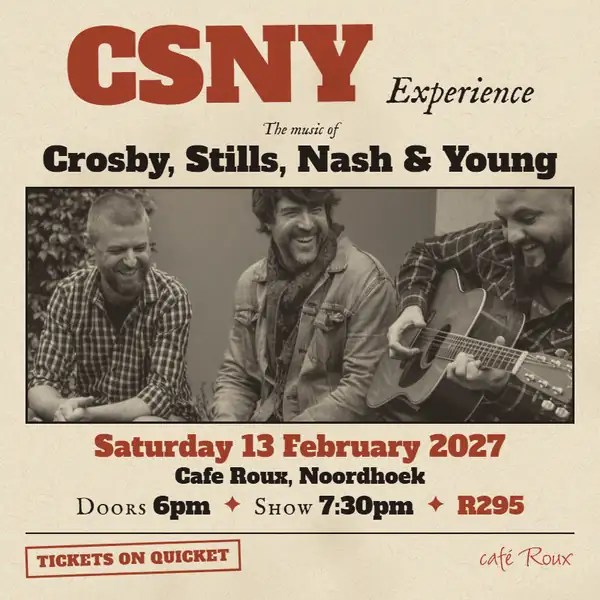 CSNY Experience
The music of
Crosby, Stills, Nash & Young
Saturday 13 February 2027
Cafe Roux, Noordhoek
Doors 6pm ✦ Show 7:30pm ✦ R295
TICKETS ON QUICKET
café Roux